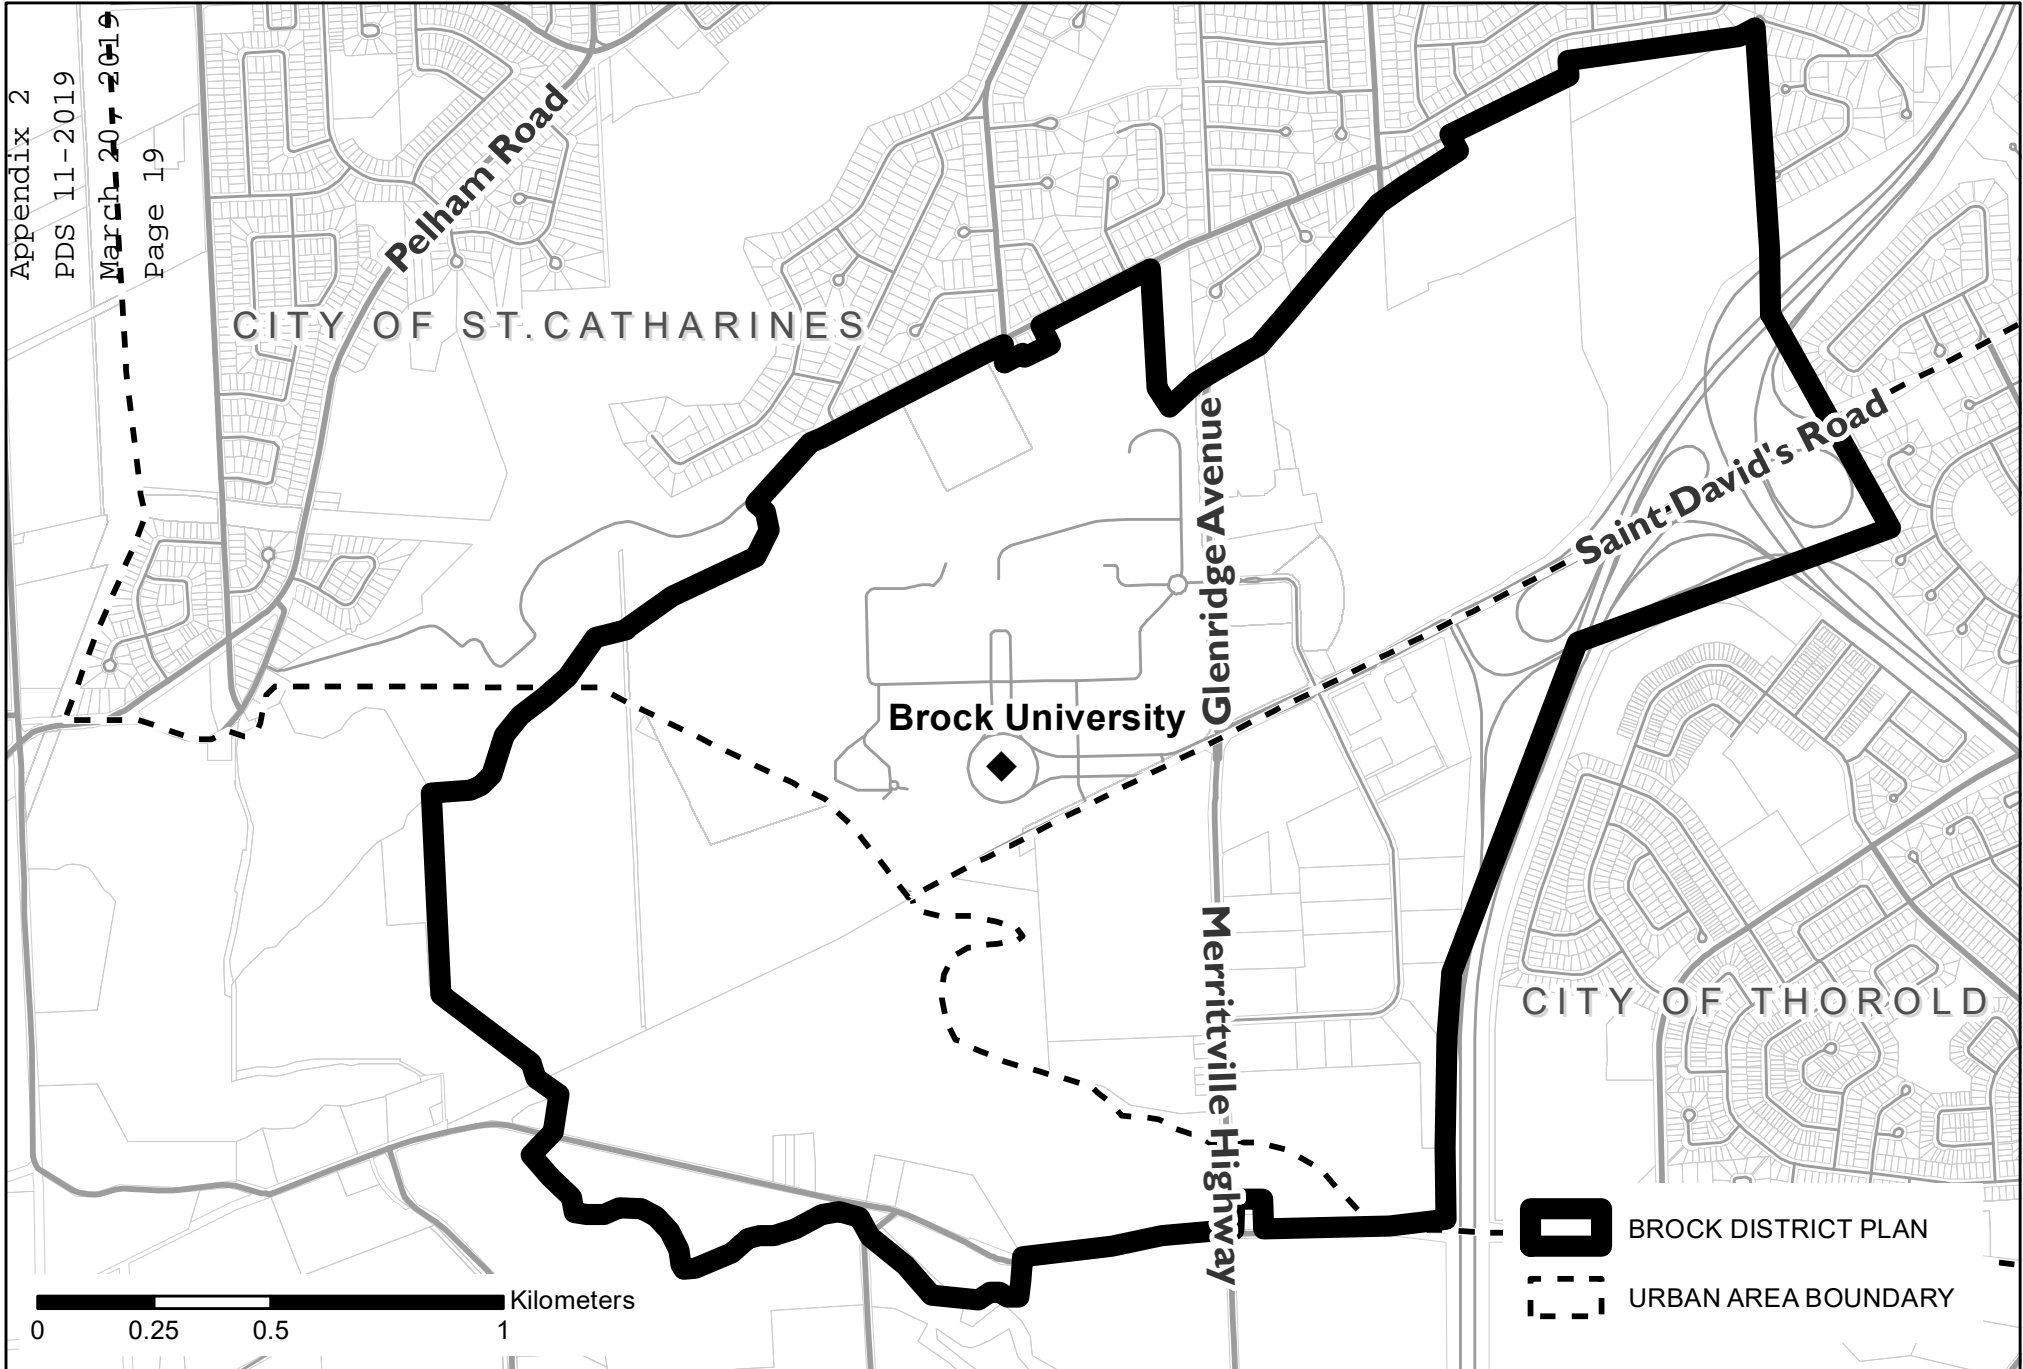 Appendix 2
PDS 11-2019
March 20, 2019
Page 19
Pelham Road
CITY OF ST.CATHARINES
Glenridge Avenue
Saint David's Road
Brock University
Merrittville Highway
CITY OF THOROLD
BROCK DISTRICT PLAN
URBAN AREA BOUNDARY
Kilometers
0 0.25 0.5 1